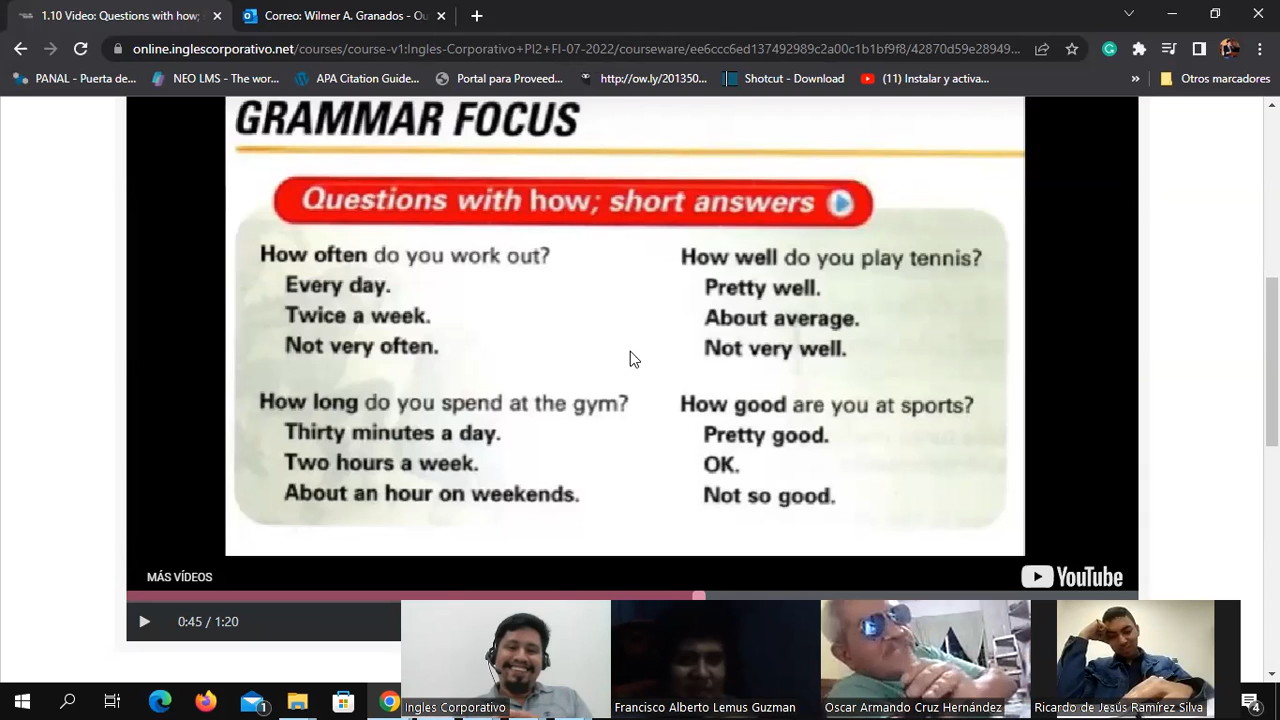 1.10 Video: Questions with how;
Correo: Wilmer A. Granados - Ou
online.inglescorporativo.net/courses/course-v1:Ingles-Corporativo+PI2+FI-07-2022/courseware/ee6ccc6ed137492989c2a00c1b1bf9f8/42870d59e28949...
PANAL - Puerta de...
NEO LMS - The wor...
APA Citation Guide...
Portal para Proveed...
http://ow.ly/201350...
Shotcut - Download
(11) Instalar y activa...
»
Otros marcadores
GRAMMAR FOCUS
Questions with how; short answers
How often do you work out?
Every day.
Twice a week.
Not very often.
How long do you spend at the gym?
Thirty minutes a day.
Two hours a week.
About an hour on weekends.
How well do you play tennis?
Pretty well.
About average.
Not very well.
How good are you at sports?
Pretty good.
OK.
Not so good.
MÁS VÍDEOS
YouTube
0:45 / 1:20
Ingles Corporativo
Francisco Alberto Lemus Guzman
Oscar Armando Cruz Hernández
Ricardo de Jesús Ramírez Silva
1
4